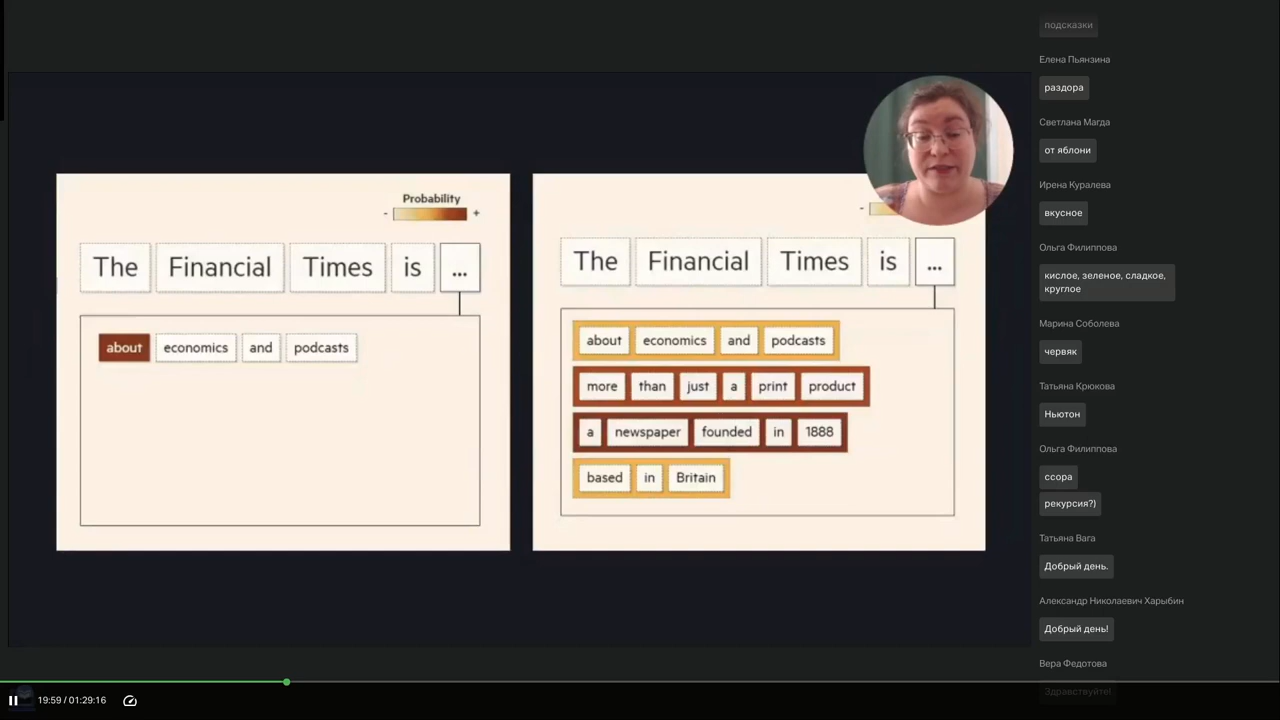 Probability
- +
The Financial Times is ...
about economics and podcasts
-
The Financial Times is ...
about economics and podcasts
more than just a print product
a newspaper founded in 1888
based in Britain
подсказки
Елена Пьянзина
раздора
Светлана Магда
от яблони
Ирена Куралева
вкусное
Ольга Филиппова
кислое, зеленое, сладкое,
круглое
Марина Соболева
червяк
Татьяна Крюкова
Ньютон
Ольга Филиппова
ссора
рекурсия?)
Татьяна Вага
Добрый день.
Александр Николаевич Харыбин
Добрый день!
Вера Федотова
Здравствуйте!
19:59 / 01:29:16